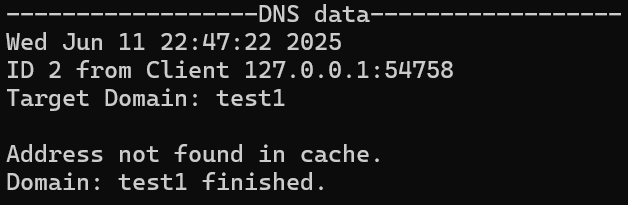 ------------------DNS data------------------
Wed Jun 11 22:47:22 2025
ID 2 from Client 127.0.0.1:54758
Target Domain: test1
Address not found in cache.
Domain: test1 finished.